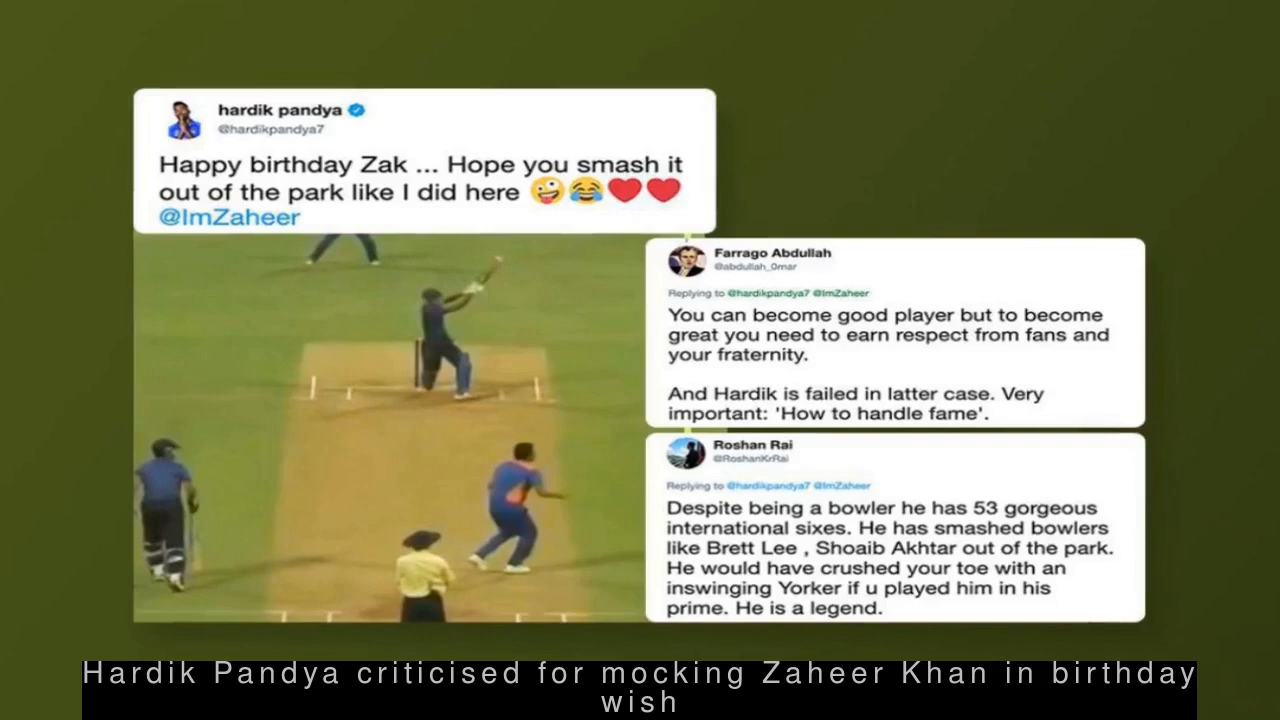 hardik pandya
@hardikpandya7
Happy birthday Zak ... Hope you smash it
out of the park like I did here 🤪😂❤️❤️
@ImZaheer
Farrago Abdullah
@abdullah_0mar
Replying to @hardikpandya7 @ImZaheer
You can become good player but to become
great you need to earn respect from fans and
your fraternity.
And Hardik is failed in latter case. Very
important: 'How to handle fame'.
Roshan Rai
@RoshanKrRai
Replying to @hardikpandya7 @ImZaheer
Despite being a bowler he has 53 gorgeous
international sixes. He has smashed bowlers
like Brett Lee , Shoaib Akhtar out of the park.
He would have crushed your toe with an
inswinging Yorker if u played him in his
prime. He is a legend.
Hardik Pandya criticised for mocking Zaheer Khan in birthday
wish